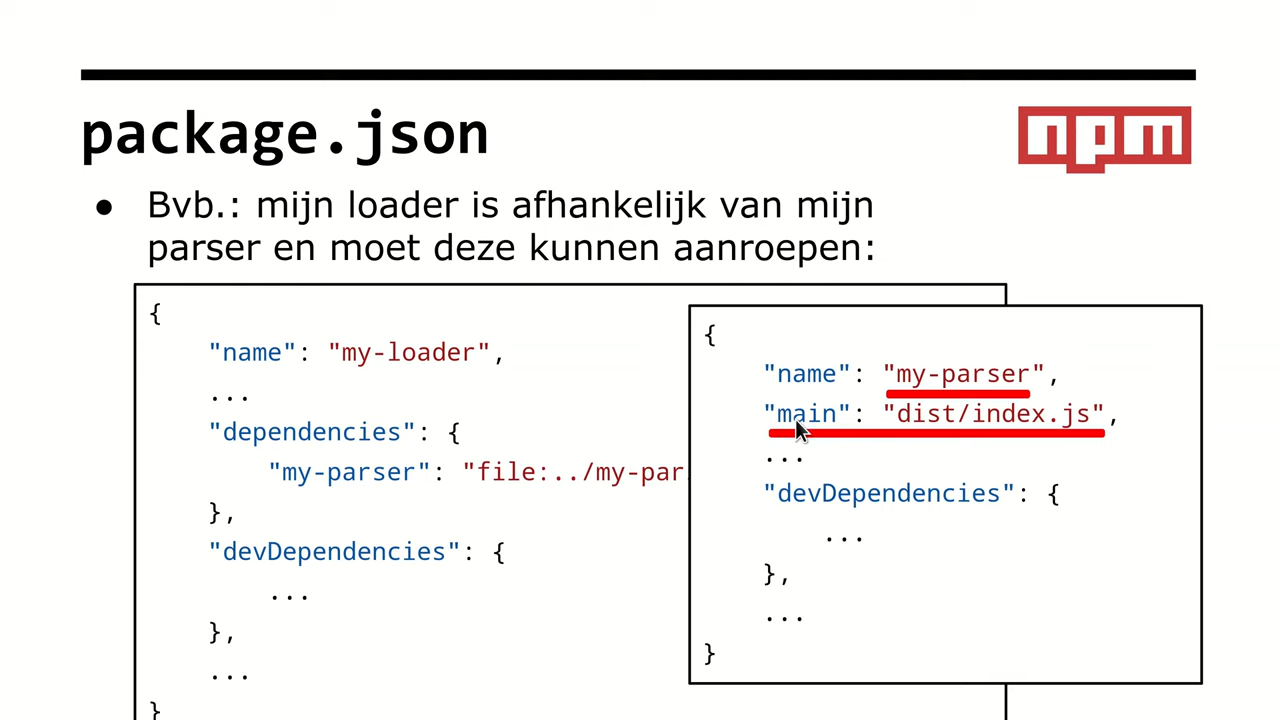 package.json
npm
● Bvb.: mijn loader is afhankelijk van mijn
parser en moet deze kunnen aanroepen:
{
"name": "my-loader",
...
"dependencies": {
"my-parser": "file:../my-par
},
"devDependencies": {
...
},
...
}
{
"name": "my-parser",
"main": "dist/index.js",
...
"devDependencies": {
...
},
...
}